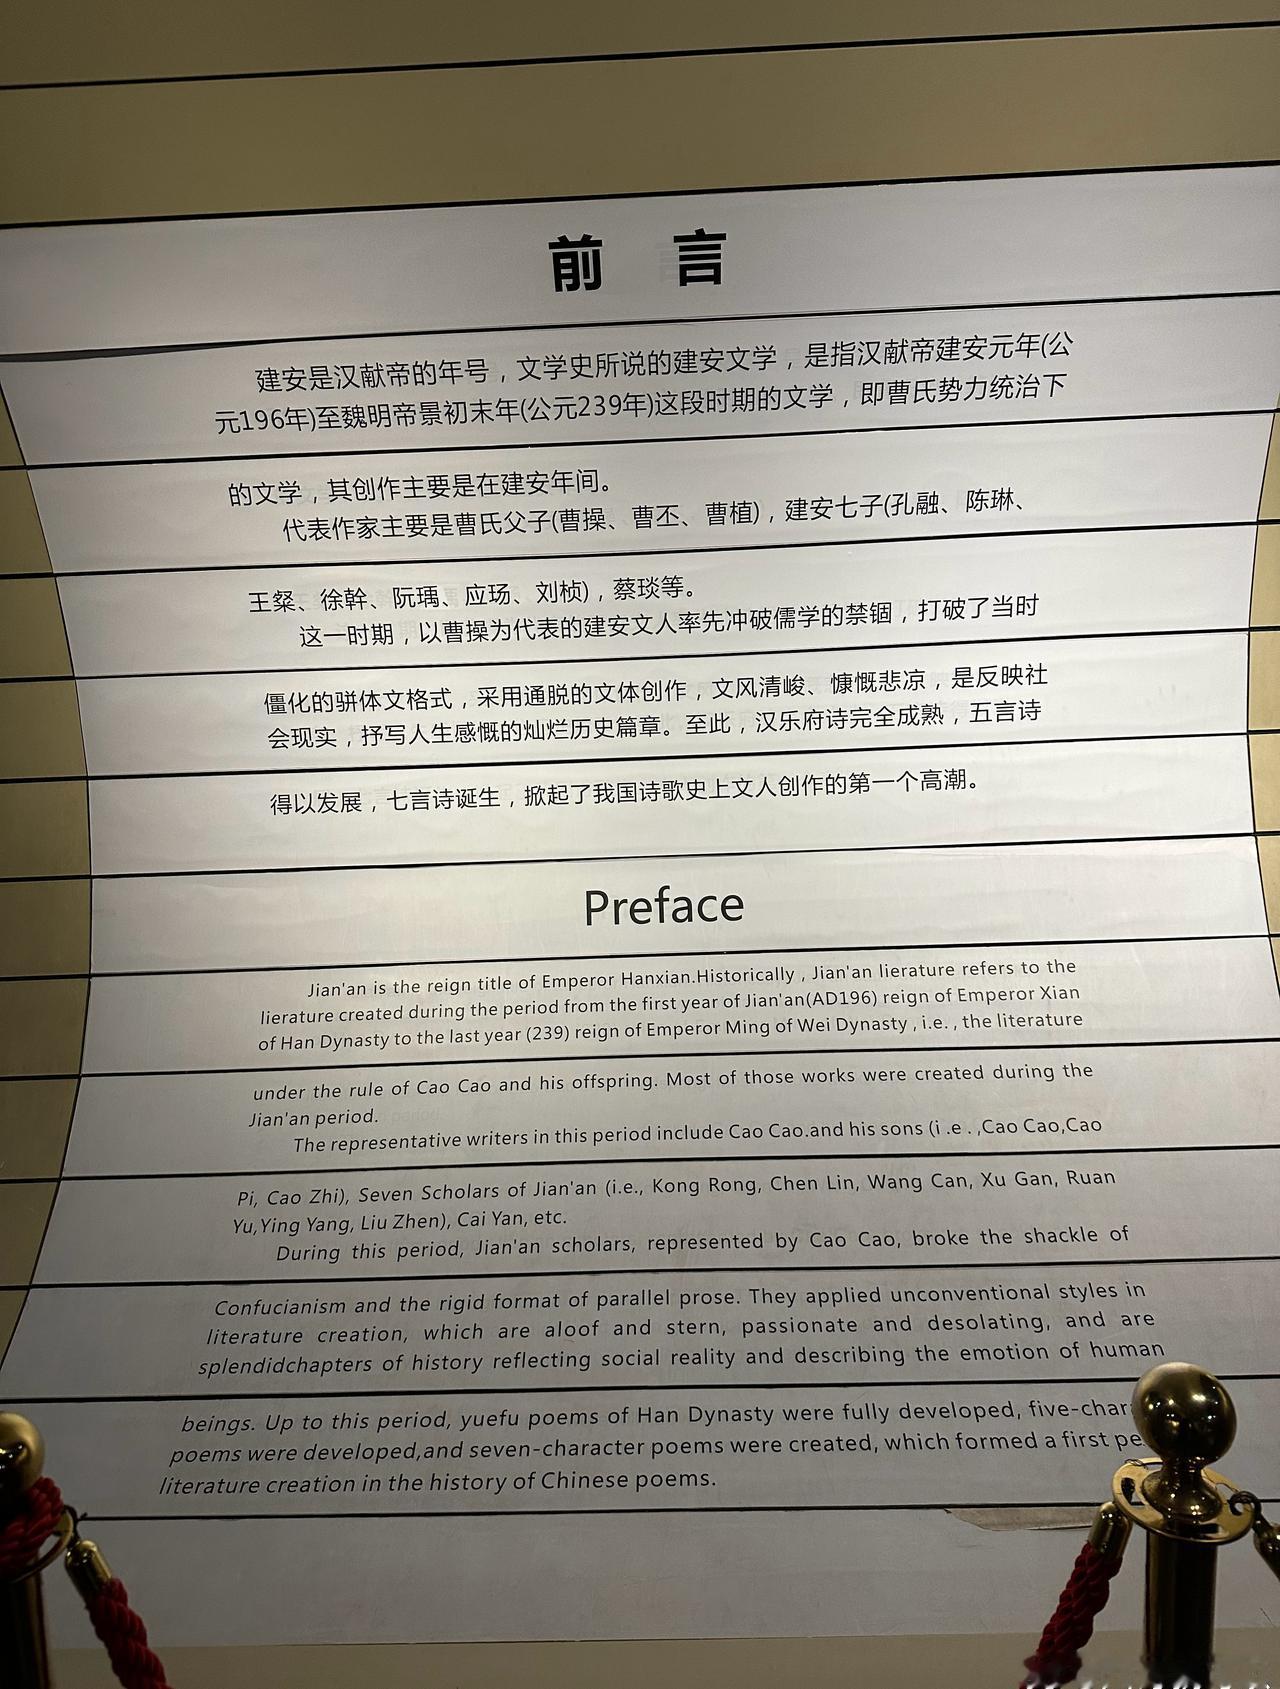 前 言
建安是汉献帝的年号，文学史所说的建安文学，是指汉献帝建安元年(公
元196年)至魏明帝景初末年(公元239年)这段时期的文学，即曹氏势力统治下
的文学，其创作主要是在建安年间。
代表作家主要是曹氏父子(曹操、曹丕、曹植)，建安七子(孔融、陈琳、
王粲、徐幹、阮瑀、应玚、刘桢)，蔡琰等。
这一时期，以曹操为代表的建安文人率先冲破儒学的禁锢，打破了当时
僵化的骈体文格式，采用通脱的文体创作，文风清峻、慷慨悲凉，是反映社
会现实，抒写人生感慨的灿烂历史篇章。至此，汉乐府诗完全成熟，五言诗
得以发展，七言诗诞生，掀起了我国诗歌史上文人创作的第一个高潮。
Preface
Jian'an is the reign title of Emperor Hanxian.Historically , Jian'an lierature refers to the
lierature created during the period from the first year of Jian'an(AD196) reign of Emperor Xian
of Han Dynasty to the last year (239) reign of Emperor Ming of Wei Dynasty , i.e. , the literature
under the rule of Cao Cao and his offspring. Most of those works were created during the
Jian'an period.
The representative writers in this period include Cao Cao.and his sons (i .e . ,Cao Cao,Cao
Pi, Cao Zhi), Seven Scholars of Jian'an (i.e., Kong Rong, Chen Lin, Wang Can, Xu Gan, Ruan
Yu,Ying Yang, Liu Zhen), Cai Yan, etc.
During this period, Jian'an scholars, represented by Cao Cao, broke the shackle of
Confucianism and the rigid format of parallel prose. They applied unconventional styles in
literature creation, which are aloof and stern, passionate and desolating, and are
splendidchapters of history reflecting social reality and describing the emotion of human
beings. Up to this period, yuefu poems of Han Dynasty were fully developed,
poems were developed,and seven-character poems were created, which formed a first
literature creation in the history of Chinese poems.